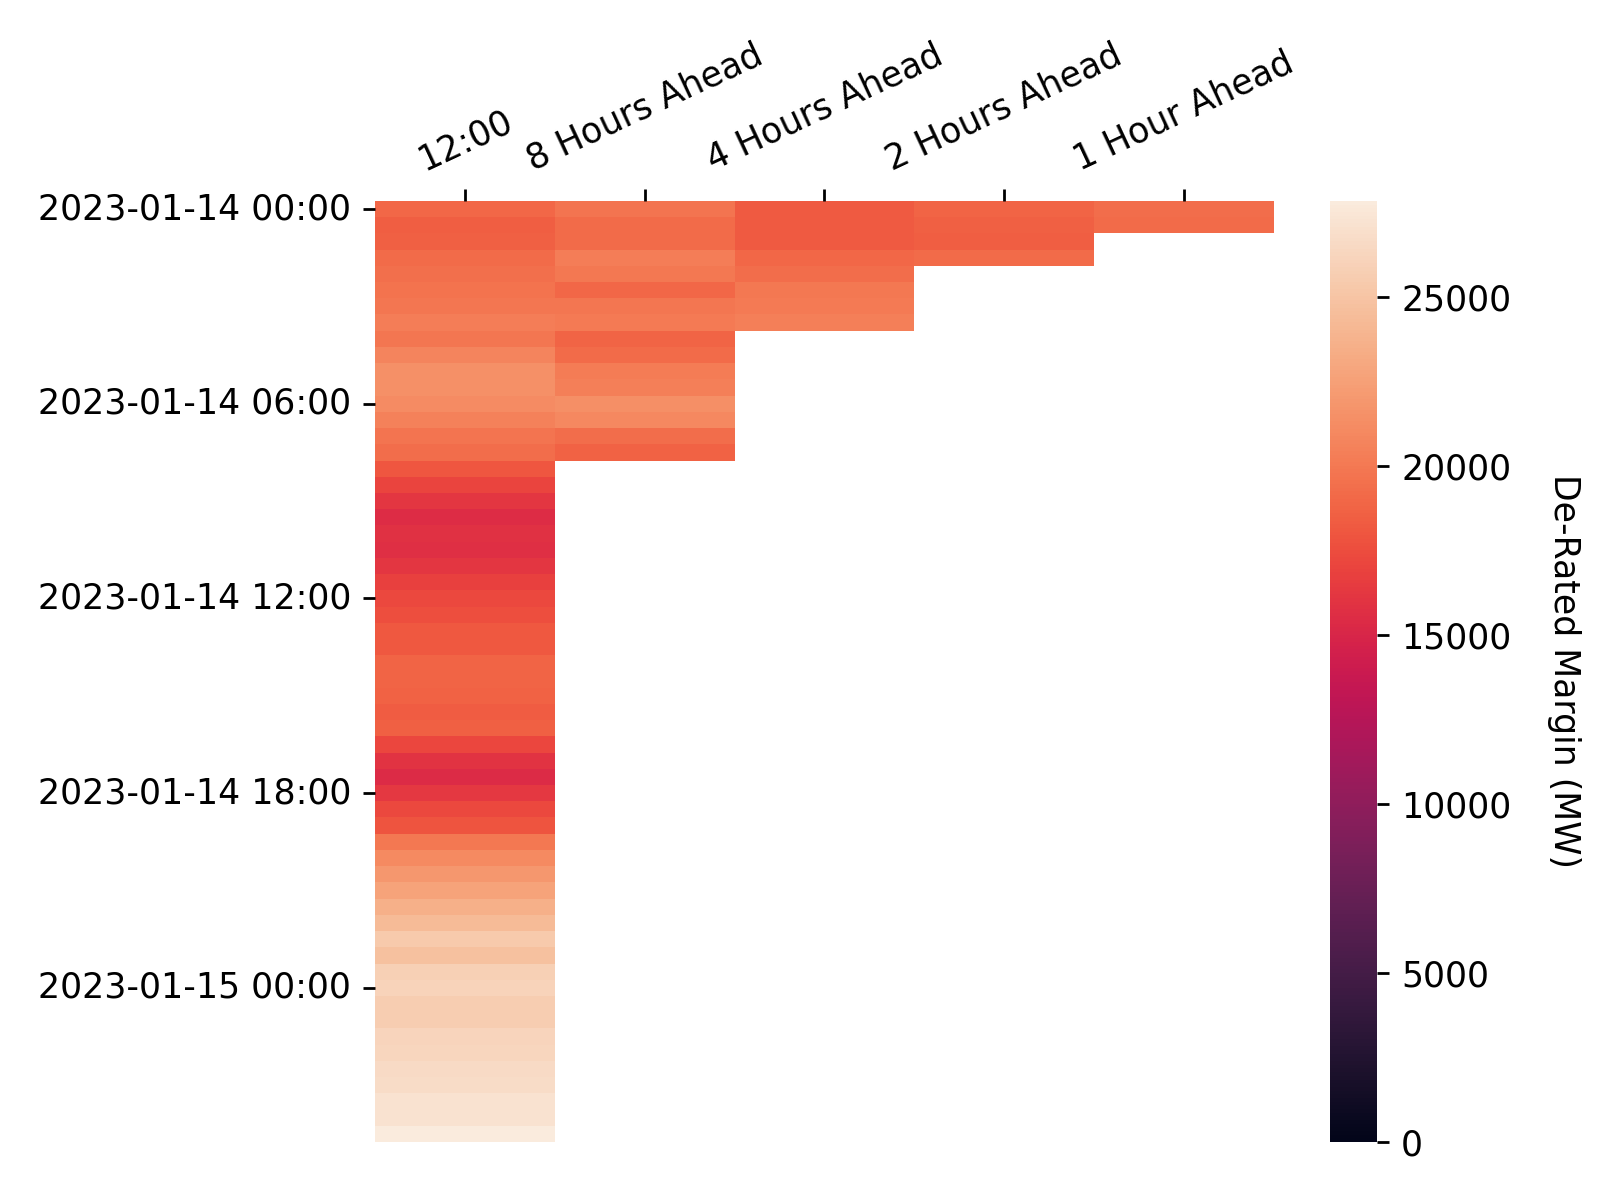 12:00
8 Hours Ahead
4 Hours Ahead
2 Hours Ahead
1 Hour Ahead
2023-01-14 00:00
2023-01-14 06:00
2023-01-14 12:00
2023-01-14 18:00
2023-01-15 00:00
25000
20000
15000
10000
5000
0
De-Rated Margin (MW)